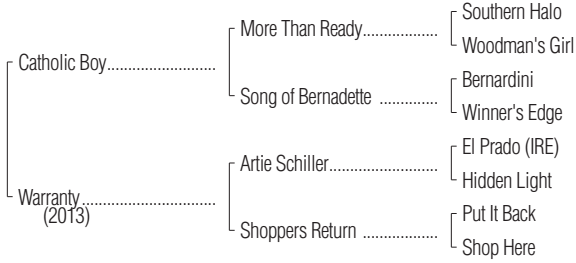 Southern Halo
More Than Ready
Woodman's Girl
Catholic Boy
Bernardini
Song of Bernadette
Winner's Edge
El Prado (IRE)
Artie Schiller
Hidden Light
Warranty
(2013)
Put It Back
Shoppers Return
Shop Here